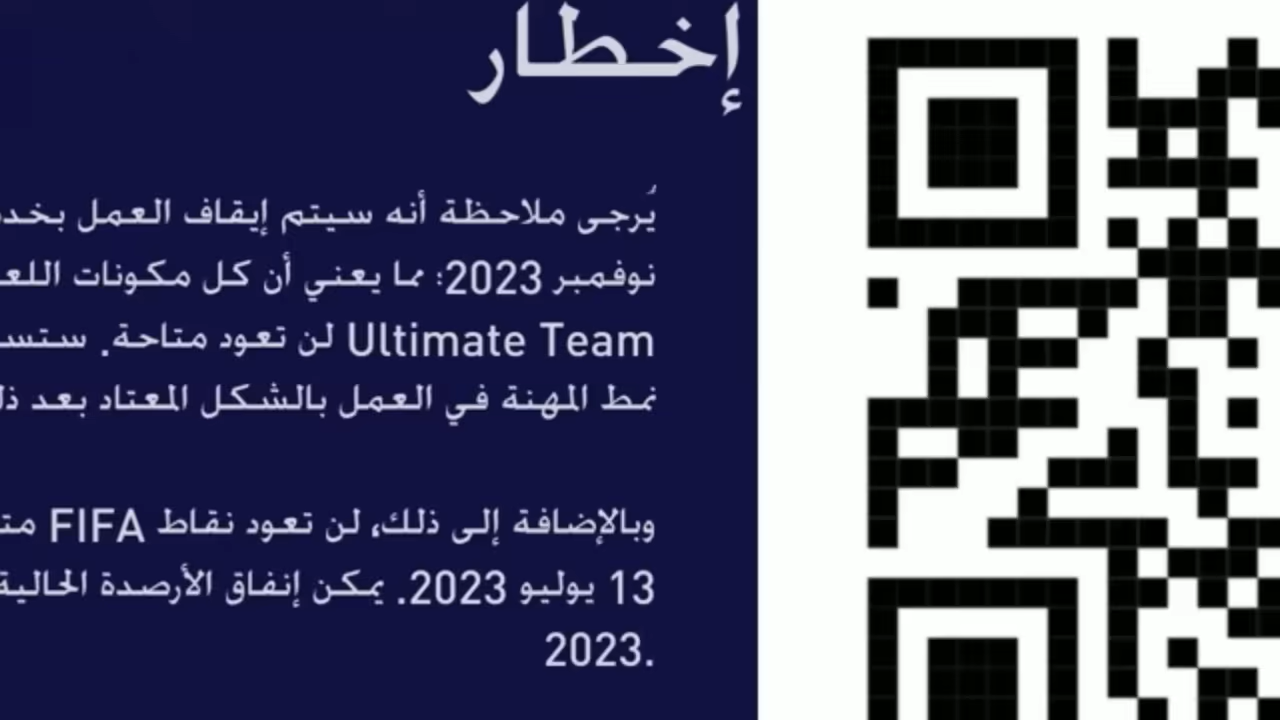 إخطار
يُرجى ملاحظة أنه سيتم إيقاف العمل
نوفمبر 2023؛ مما يعني أن كل مكونات
Ultimate Team لن تعود متاحة.
نمط المهنة في العمل بالشكل المعتاد بعد
وبالإضافة إلى ذلك، لن تعود نقاط FIFA
13 يوليو 2023. يمكن إنفاق الأرصدة الحالية
2023.